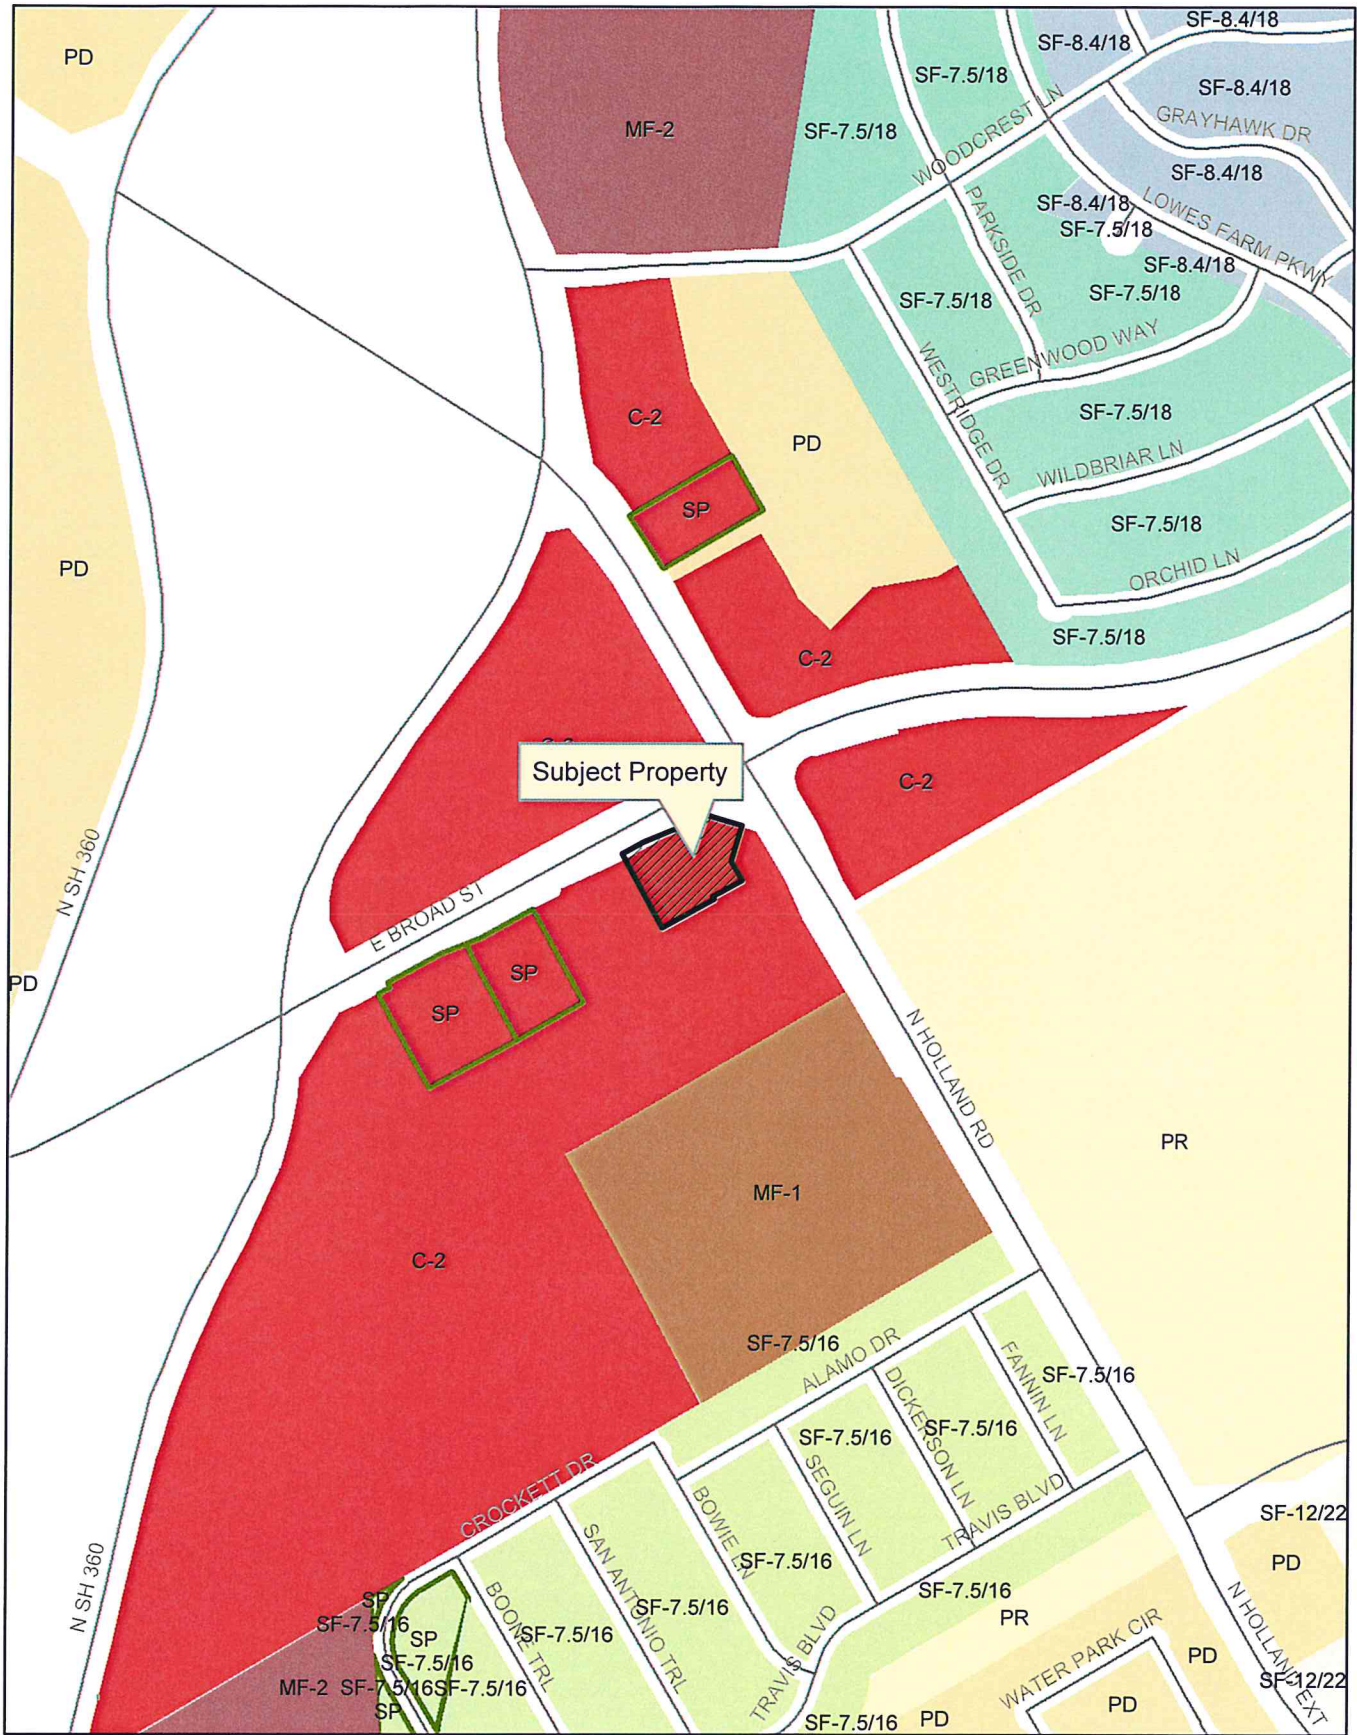 SF-8.4/18
PD
SF-8.4/18
SF-7.5/18
SF-8.4/18
MF-2
SF-7.5/18
GRAYHAWK DR
WOODCREST LN
SF-8.4/18
SF-8.4/18
LOWES FARM PKWY
SF-7.5/18
PARKSIDE DR
SF-8.4/18
SF-7.5/18
SF-7.5/18
GREENWOOD WAY
WESTRIDGE DR
C-2
SF-7.5/18
PD
WILDBRIAR LN
SP
SF-7.5/18
PD
ORCHID LN
SF-7.5/18
C-2
Subject Property
C-2
N SH 360
E BROAD ST
SP
PD
SP
N HOLLAND RD
PR
MF-1
C-2
SF-7.5/16
ALAMO DR
FANNIN LN
SF-7.5/16
DICKERSON LN
SF-7.5/16
SF-7.5/16
SEGUIN LN
CROCKETT DR
BOWIE LN
TRAVIS BLVD
SF-12/22
SAN ANTONIO TRL
SF-7.5/16
PD
N SH 360
BOONE TRL
SF-7.5/16
SP
SF-7.5/16
PR
SF-7.5/16
SF-7.5/16
SP
WATER PARK CIR
N HOLLAND EXT
TRAVIS BLVD
PD
SF-7.5/16
SF-12/22
MF-2
SF-7.5/16
SF-7.5/16
PD
SP
SF-7.5/16
PD